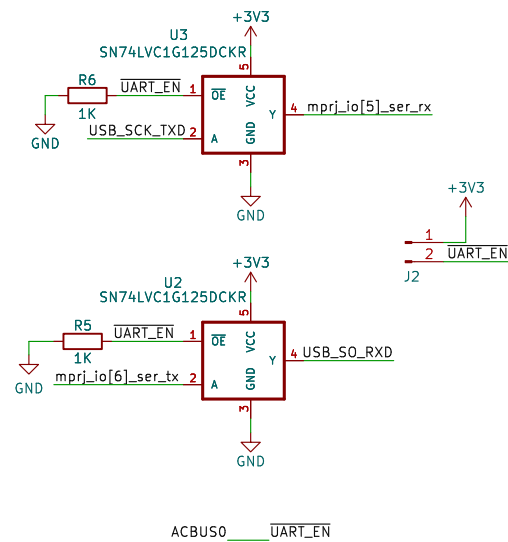 +3V3
U3
SN74LVC1G125DCKR
R6
UART_EN
1K
GND
USB_SCK_TXD
1
2
3
4
5
OE
VCC
GND
A
Y
mprj_io[5]_ser_rx
GND
+3V3
1
2
UART_EN
J2
+3V3
U2
SN74LVC1G125DCKR
R5
UART_EN
1K
GND
mprj_io[6]_ser_tx
1
2
3
4
5
OE
VCC
GND
A
Y
USB_SO_RXD
GND
ACBUS0
UART_EN